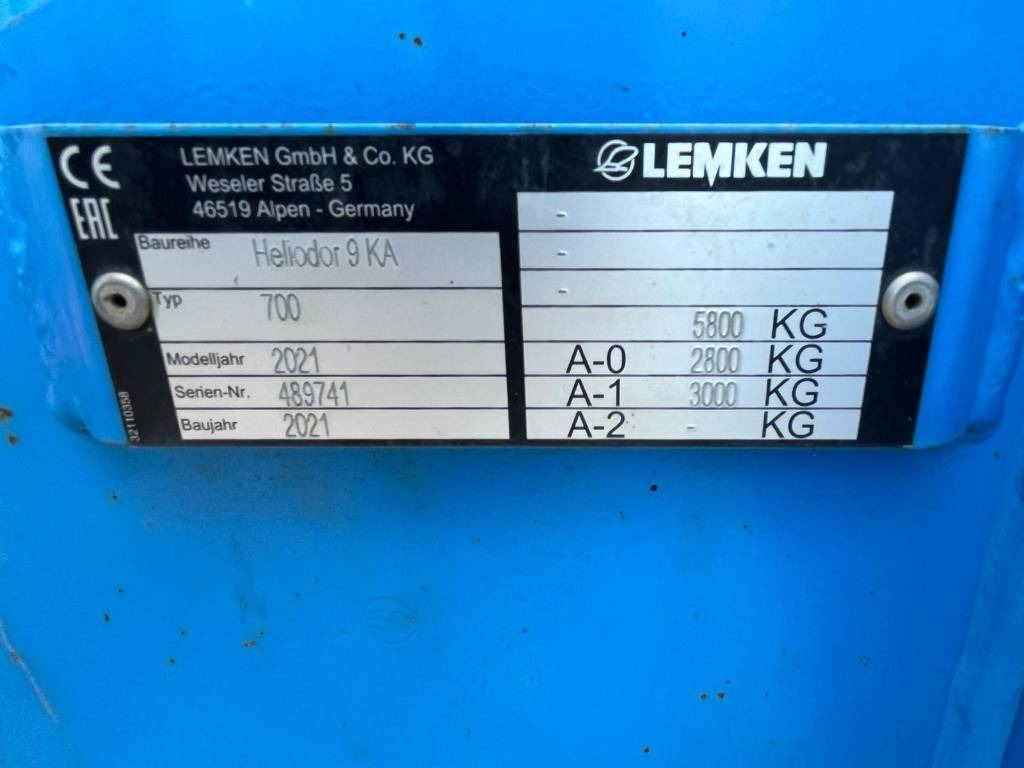 CE
EAC
LEMKEN GmbH & Co. KG
Weseler Straße 5
46519 Alpen - Germany
Baureihe Heliodor 9 KA
Typ 700
Modelljahr 2021
Serien-Nr. 489741
Baujahr 2021
32110358
LEMKEN
-
-
-
5800 KG
A-0 2800 KG
A-1 3000 KG
A-2 - KG